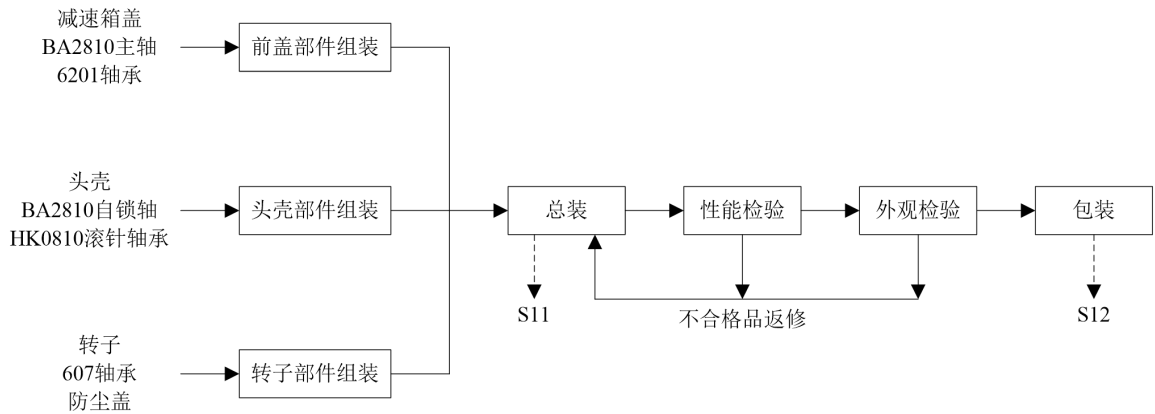 减速箱盖
BA2810主轴
6201轴承
前盖部件组装
头壳
BA2810自锁轴
HK0810滚针轴承
头壳部件组装
总装
性能检验
外观检验
包装
S11
不合格品返修
S12
转子
607轴承
防尘盖
转子部件组装